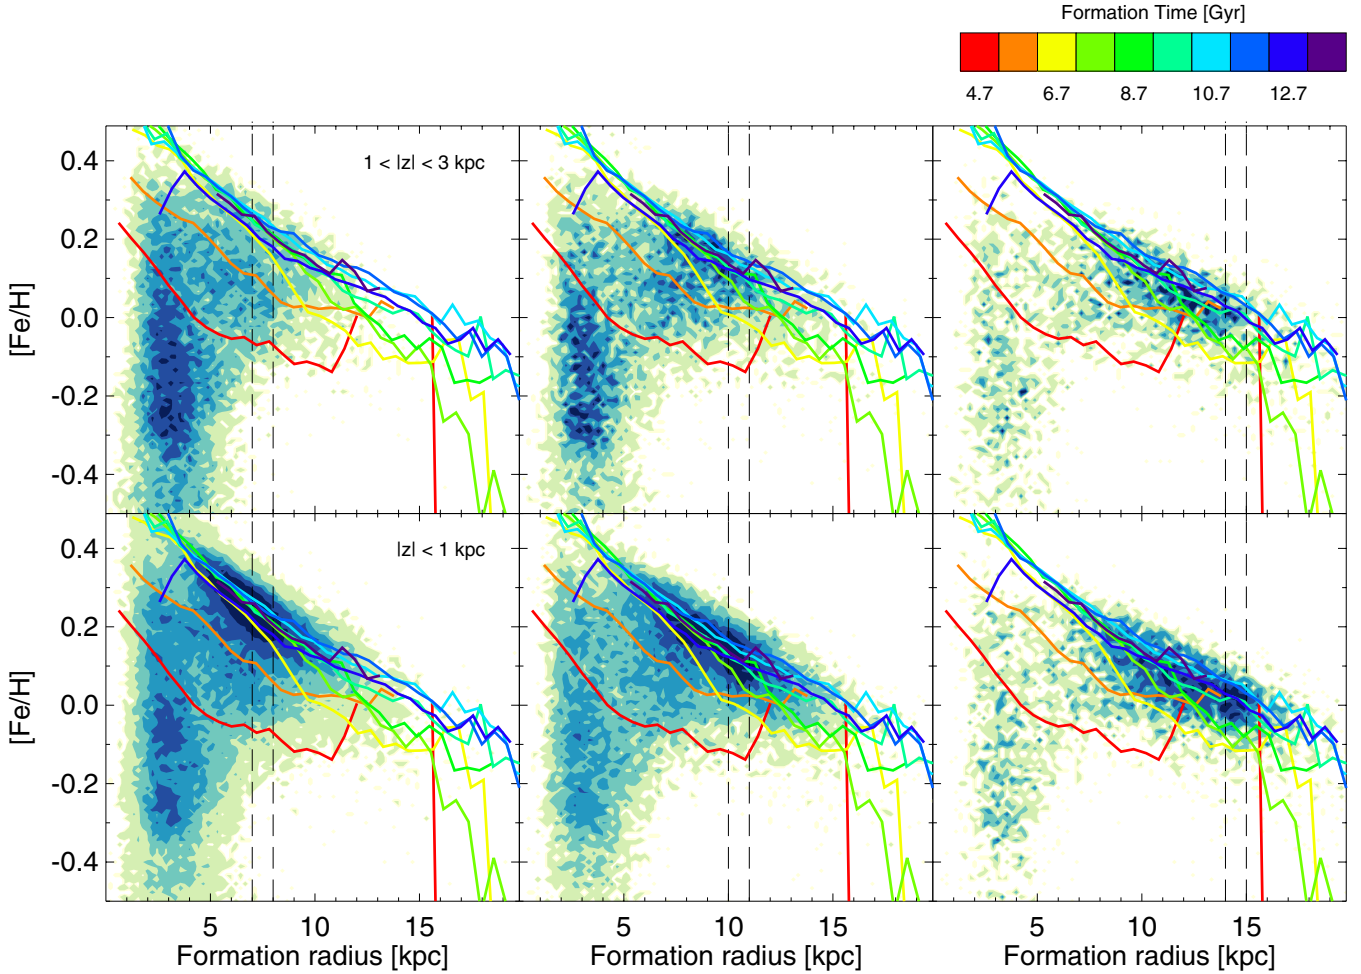 Formation Time [Gyr]
4.7 6.7 8.7 10.7 12.7
1 < |z| < 3 kpc
0.4
0.2
0.0
-0.2
-0.4
[Fe/H]
|z| < 1 kpc
0.4
0.2
0.0
-0.2
-0.4
[Fe/H]
5 10 15 5 10 15 5 10 15
Formation radius [kpc] Formation radius [kpc] Formation radius [kpc]